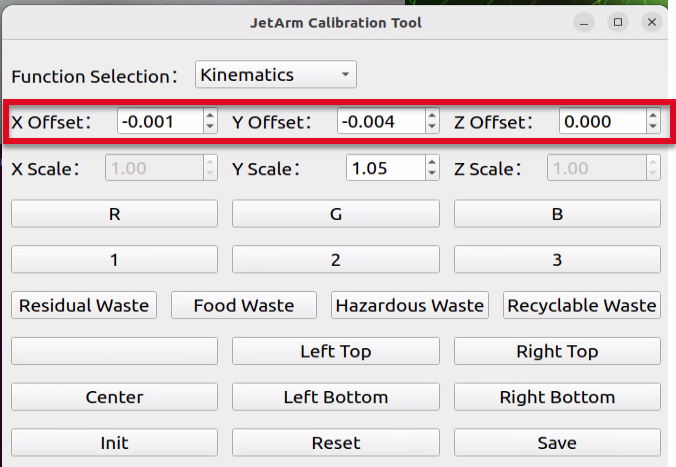 JetArm Calibration Tool
Function Selection： Kinematics
X Offset： -0.001 Y Offset： -0.004 Z Offset： 0.000
X Scale： 1.00 Y Scale： 1.05 Z Scale： 1.00
R G B
1 2 3
Residual Waste Food Waste Hazardous Waste Recyclable Waste
Left Top Right Top
Center Left Bottom Right Bottom
Init Reset Save